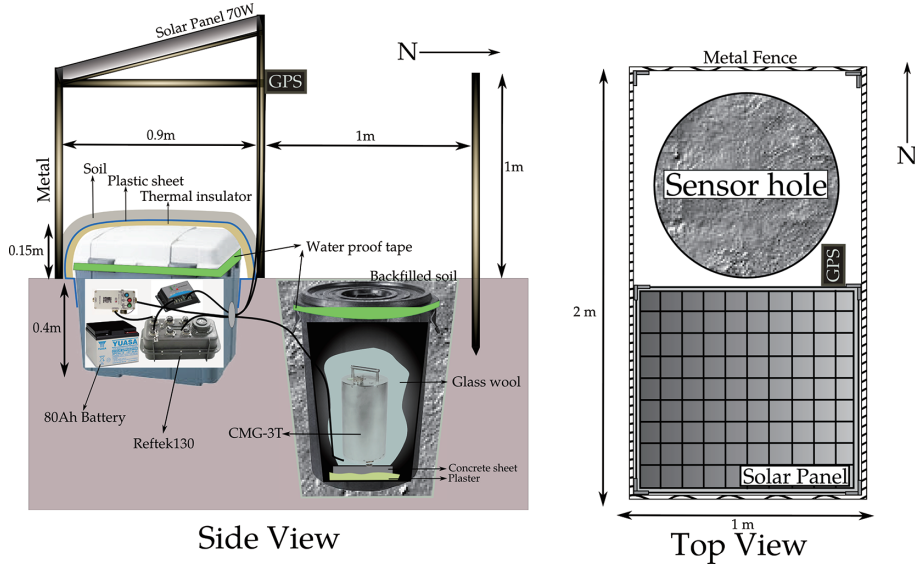 Solar Panel 70W
N
GPS
0.9m
1m
1m
Metal
Soil
Plastic sheet
Thermal insulator
0.15m
Water proof tape
Backfilled soil
0.4m
YUASA
Glass wool
80Ah Battery
CMG-3T
Reftek130
Concrete sheet
Plaster
Side View
Metal Fence
N
Sensor hole
GPS
2 m
Solar Panel
1 m
Top View